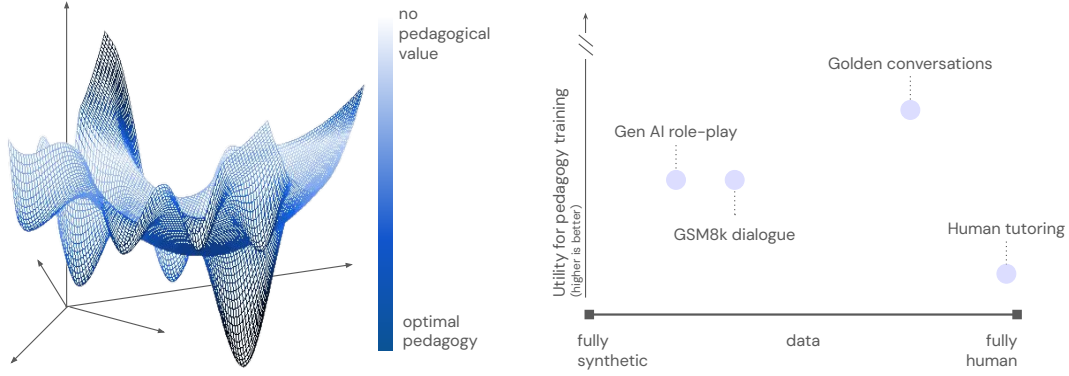 no
pedagogical
value
optimal
pedagogy
Utility for pedagogy training
(higher is better)
Golden conversations
Gen AI role-play
GSM8k dialogue
Human tutoring
fully
synthetic
data
fully
human